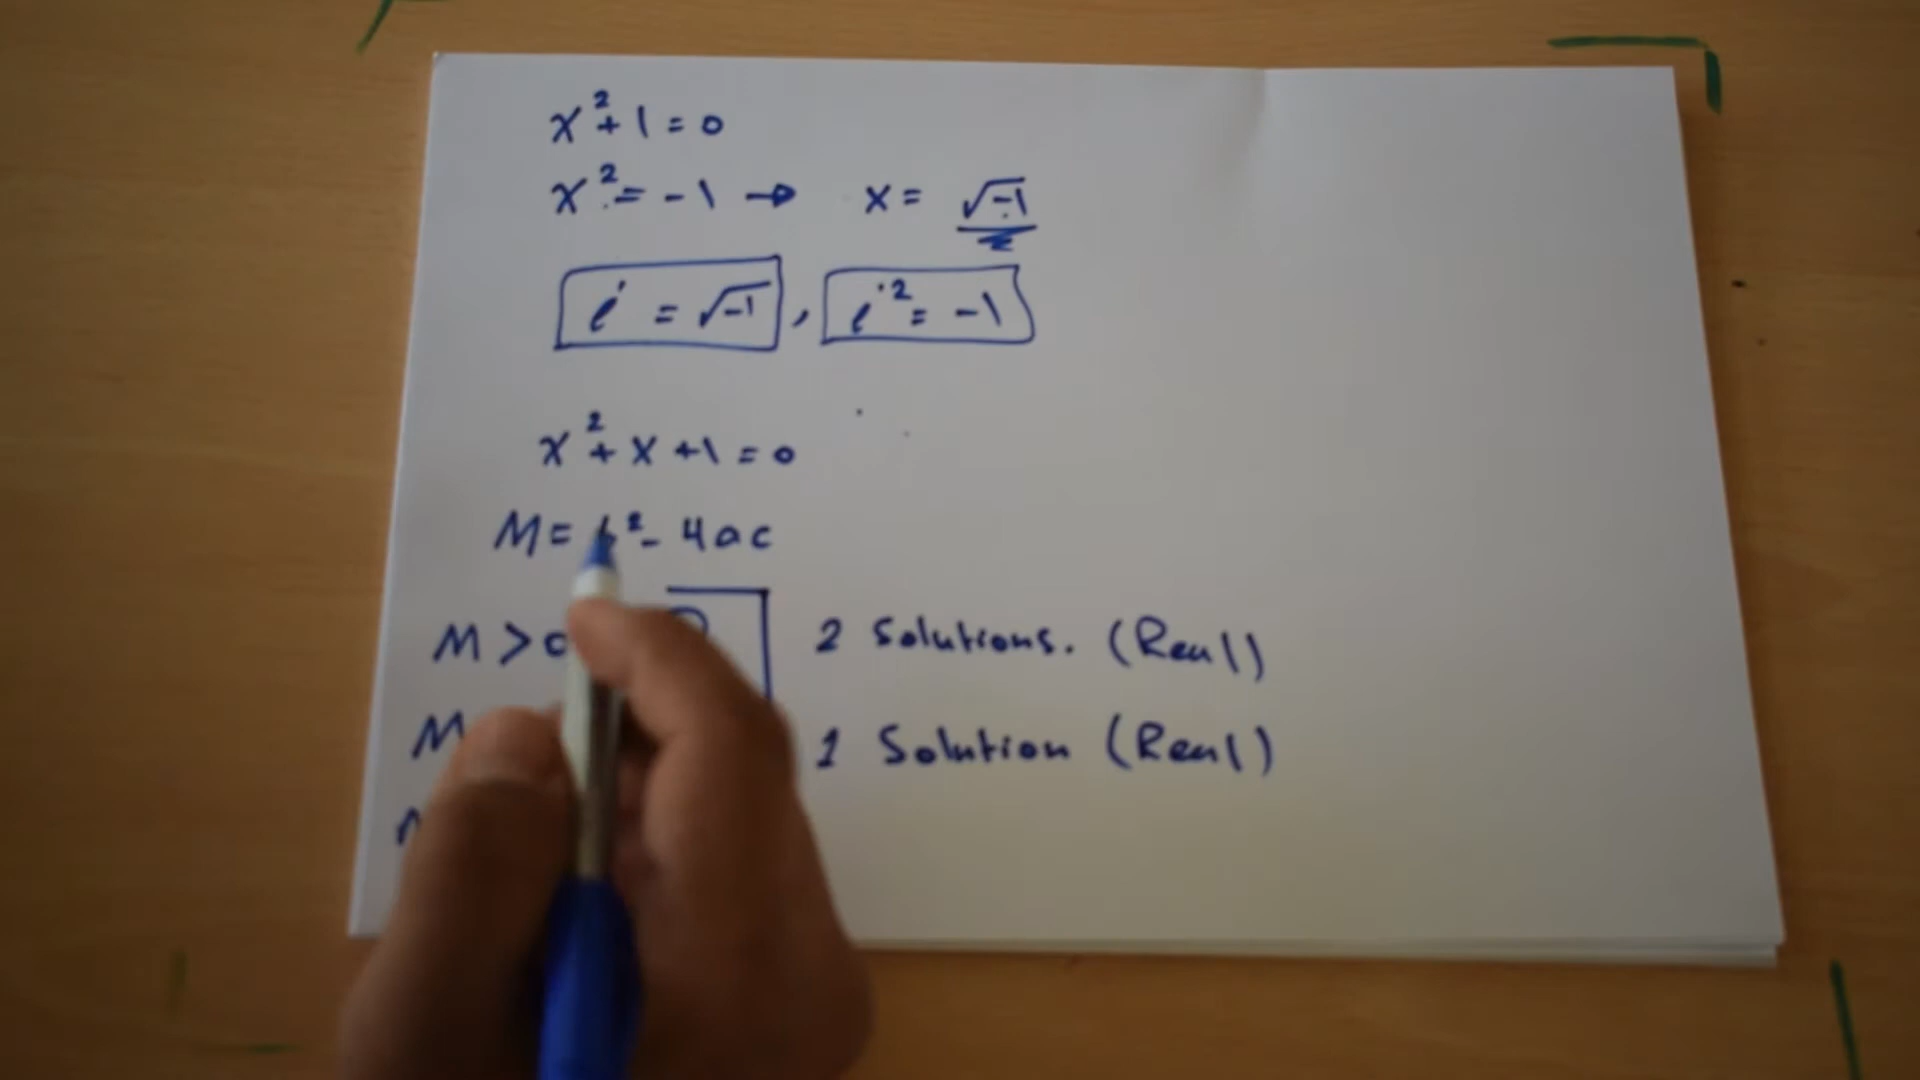 x²+1=0
x²=-1 → x= √-1
i = √-1 , i²= -1
x²+x+1=0
M= b²- 4ac
M>0 2 Solutions. (Real)
M 1 Solution (Real)